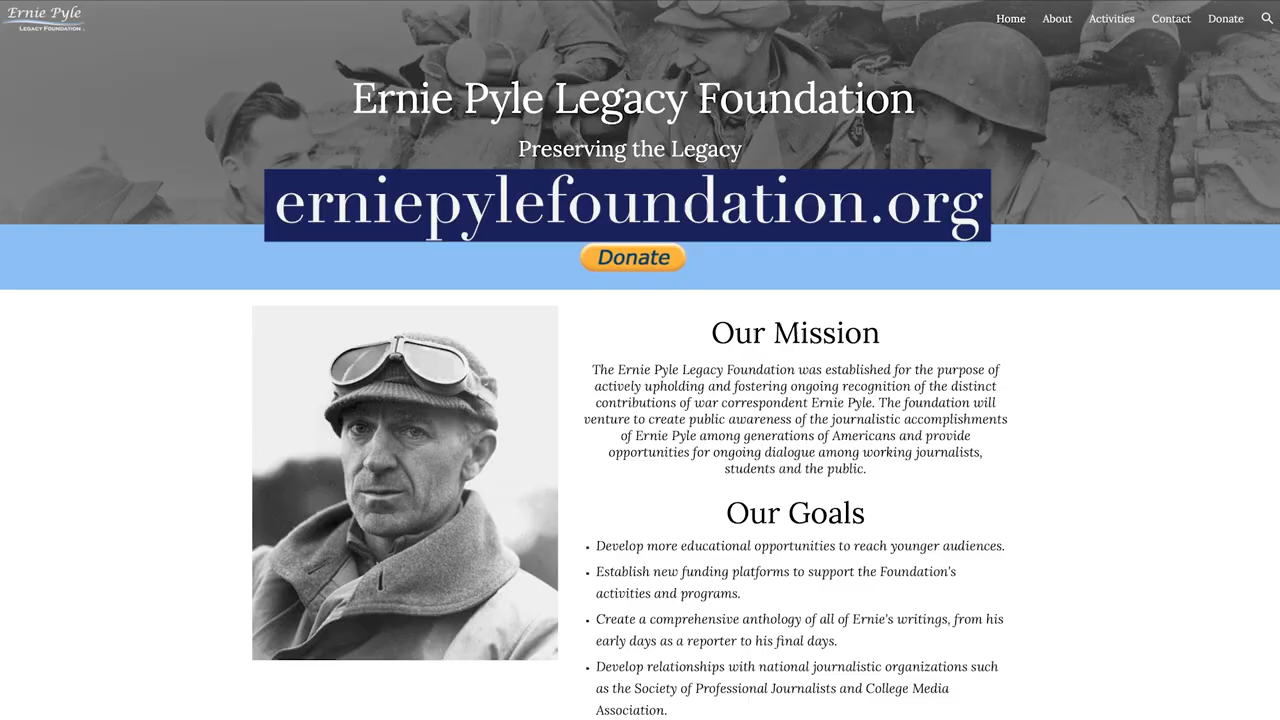 Ernie Pyle
LEGACY FOUNDATION
Home About Activities Contact Donate
Ernie Pyle Legacy Foundation
Preserving the Legacy
erniepylefoundation.org
Donate
Our Mission
The Ernie Pyle Legacy Foundation was established for the purpose of
actively upholding and fostering ongoing recognition of the distinct
contributions of war correspondent Ernie Pyle. The foundation will
venture to create public awareness of the journalistic accomplishments
of Ernie Pyle among generations of Americans and provide
opportunities for ongoing dialogue among working journalists,
students and the public.
Our Goals
• Develop more educational opportunities to reach younger audiences.
• Establish new funding platforms to support the Foundation's
activities and programs.
• Create a comprehensive anthology of all of Ernie's writings, from his
early days as a reporter to his final days.
• Develop relationships with national journalistic organizations such
as the Society of Professional Journalists and College Media
Association.